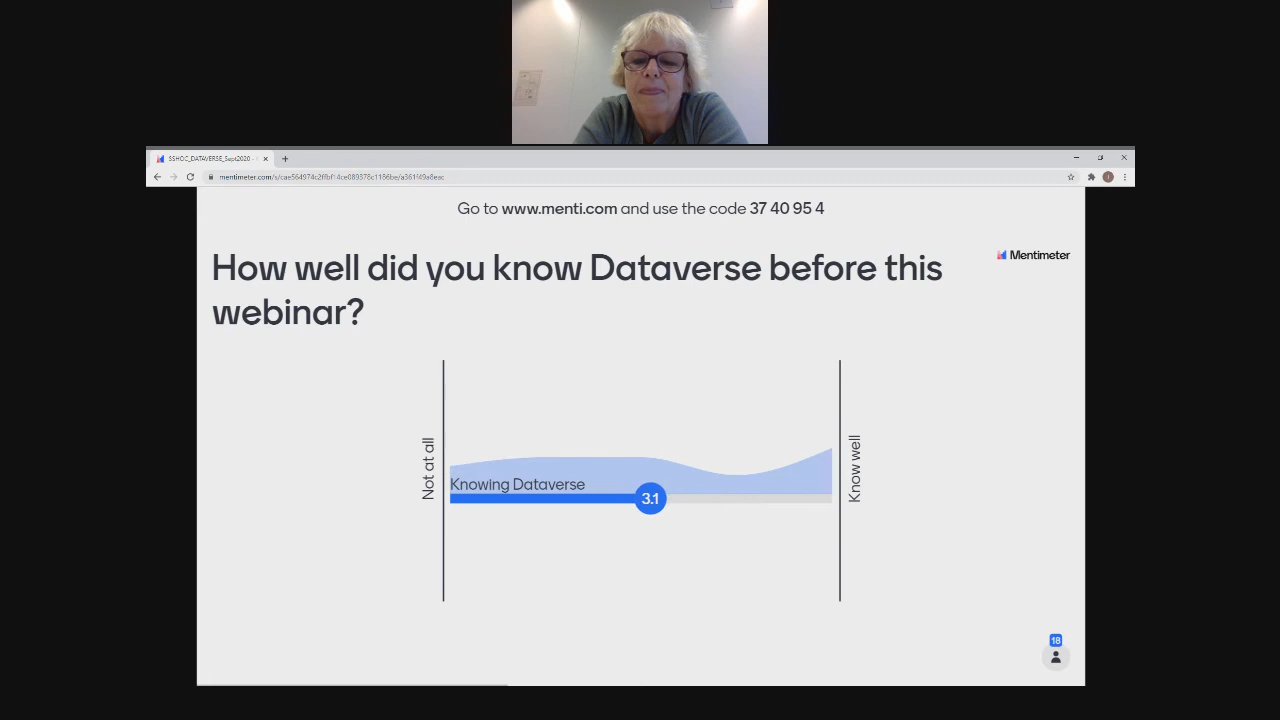 SSHOC_DATAVERSE_Sept2020 -
Go to www.menti.com and use the code 37 40 95 4
How well did you know Dataverse before this
webinar?
Mentimeter
Not at all
Knowing Dataverse
3.1
Know well
18